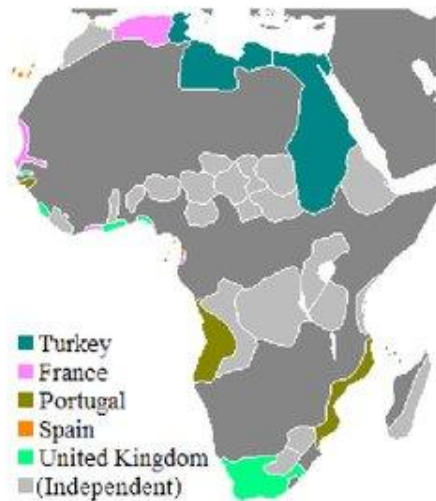 Turkey
France
Portugal
Spain
United Kingdom
(Independent)